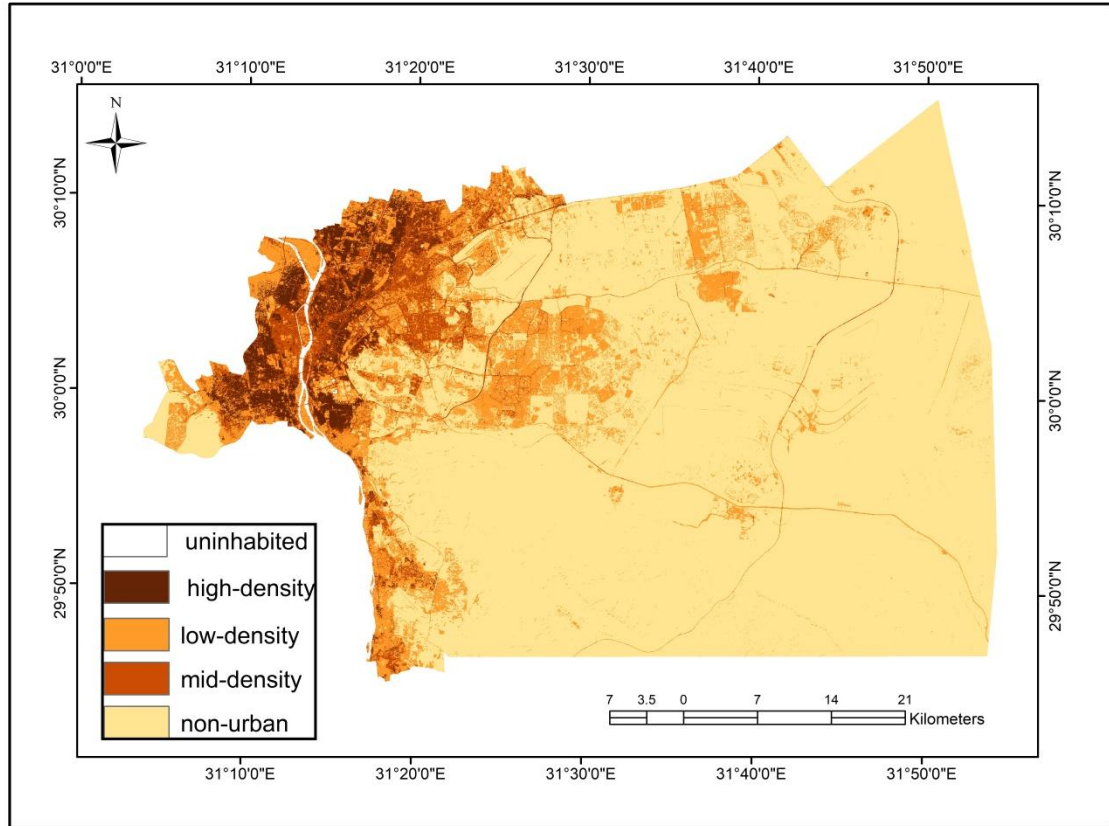 31°0'0"E 31°10'0"E 31°20'0"E 31°30'0"E 31°40'0"E 31°50'0"E
N
30°10'0"N 30°10'0"N
30°0'0"N 30°0'0"N
29°50'0"N 29°50'0"N
uninhabited
high-density
low-density
mid-density
non-urban
7 3.5 0 7 14 21
Kilometers
31°10'0"E 31°20'0"E 31°30'0"E 31°40'0"E 31°50'0"E